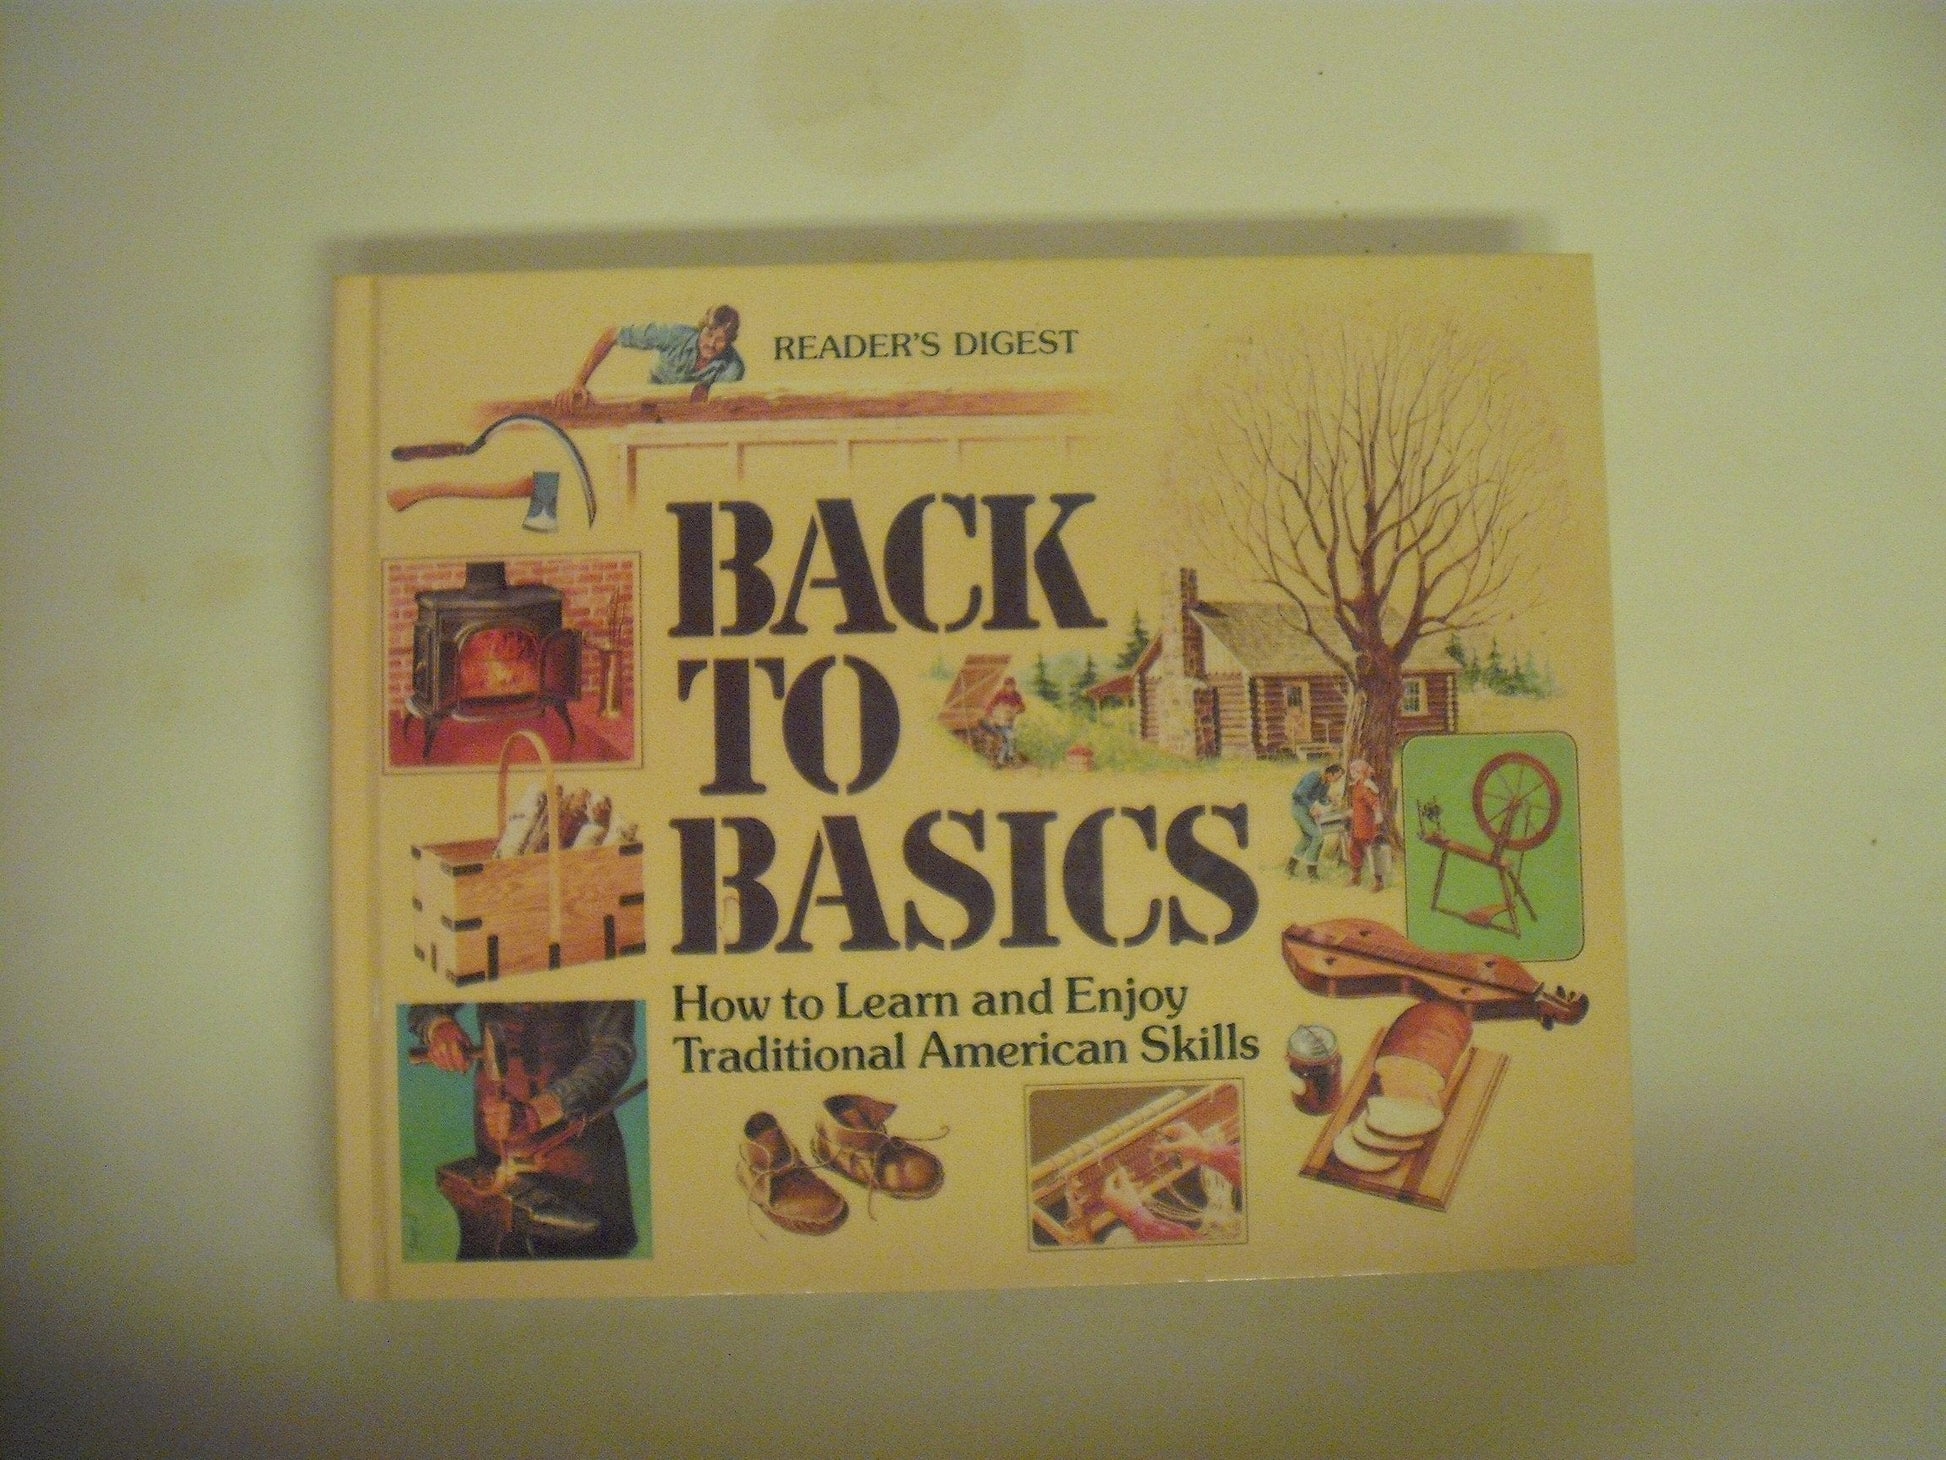 READER'S DIGEST
BACK
TO
BASICS
How to Learn and Enjoy
Traditional American Skills